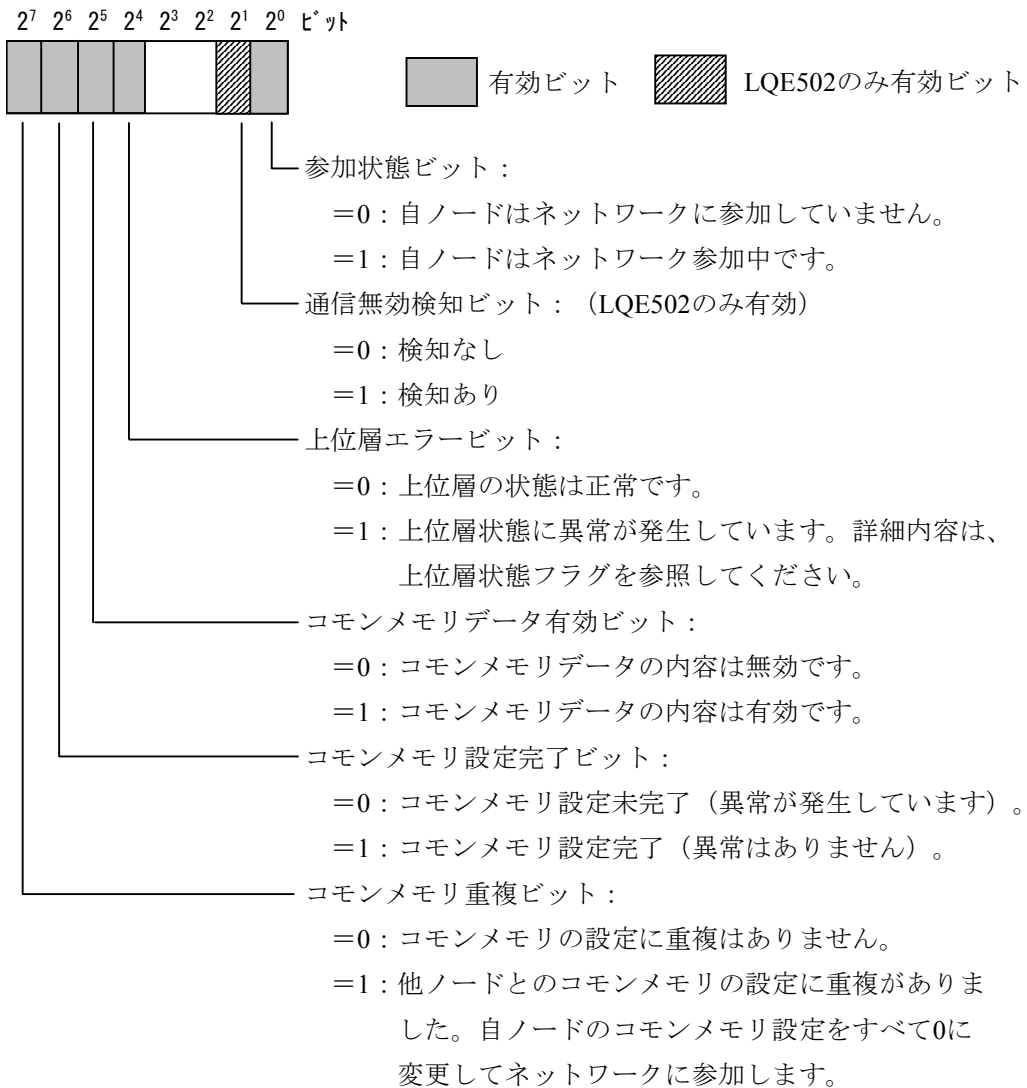 2⁷ 2⁶ 2⁵ 2⁴ 2³ 2² 2¹ 2⁰ ﾋﾞｯﾄ
有効ビット LQE502のみ有効ビット
参加状態ビット：
＝0：自ノードはネットワークに参加していません。
＝1：自ノードはネットワーク参加中です。
通信無効検知ビット：（LQE502のみ有効）
＝0：検知なし
＝1：検知あり
上位層エラービット：
＝0：上位層の状態は正常です。
＝1：上位層状態に異常が発生しています。詳細内容は、
上位層状態フラグを参照してください。
コモンメモリデータ有効ビット：
＝0：コモンメモリデータの内容は無効です。
＝1：コモンメモリデータの内容は有効です。
コモンメモリ設定完了ビット：
＝0：コモンメモリ設定未完了（異常が発生しています）。
＝1：コモンメモリ設定完了（異常はありません）。
コモンメモリ重複ビット：
＝0：コモンメモリの設定に重複はありません。
＝1：他ノードとのコモンメモリの設定に重複がありま
した。自ノードのコモンメモリ設定をすべて0に
変更してネットワークに参加します。